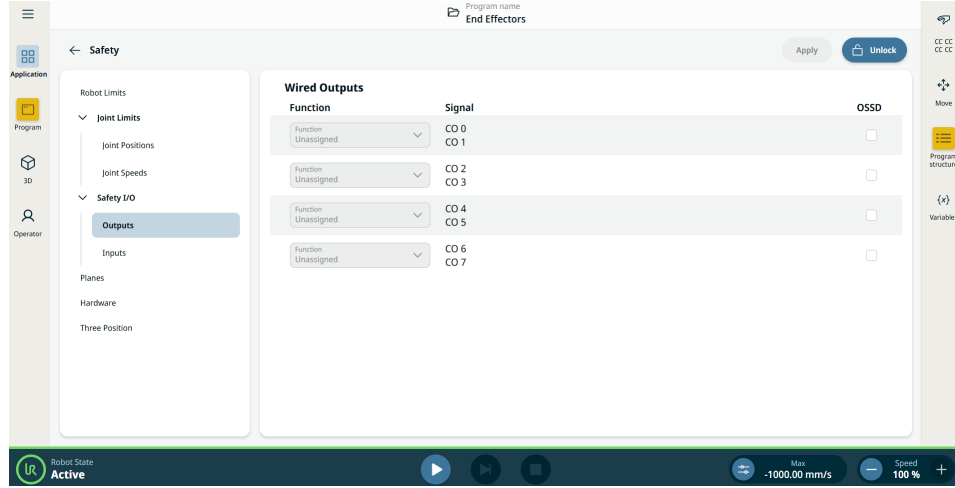 Program name
End Effectors
Application
Program
3D
Operator
Safety
Apply
Unlock
Robot Limits
Joint Limits
Joint Positions
Joint Speeds
Safety I/O
Outputs
Inputs
Planes
Hardware
Three Position
Wired Outputs
Function Signal OSSD
Function
Unassigned
CO 0
CO 1
Function
Unassigned
CO 2
CO 3
Function
Unassigned
CO 4
CO 5
Function
Unassigned
CO 6
CO 7
CC CC
CC CC
Move
Program
structure
{x}
Variable
UR
Robot State
Active
Max
-1000.00 mm/s
Speed
100 %